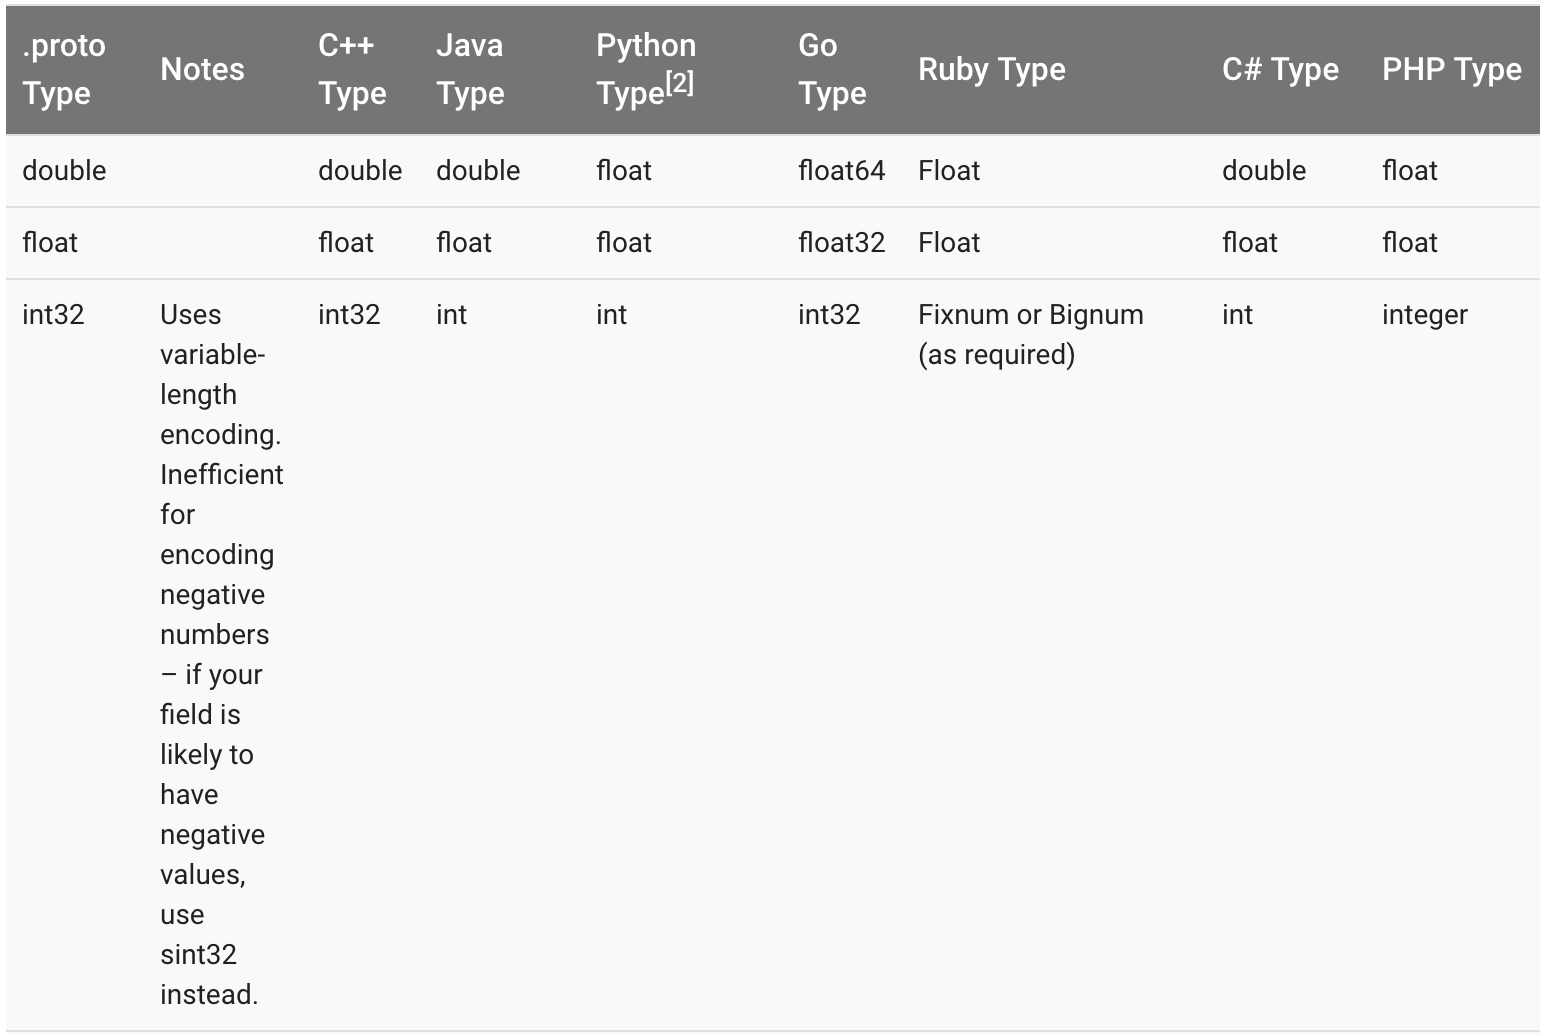 .proto Type	Notes	C++ Type	Java Type	Python Type[2]	Go Type	Ruby Type	C# Type	PHP Type
double	double	double	float	float64	Float	double	float
float	float	float	float	float32	Float	float	float
int32	Uses	int32	int	int	int32	Fixnum or Bignum	int	integer
variable-	(as required)
length
encoding.
Inefficient
for
encoding
negative
numbers
– if your
field is
likely to
have
negative
values,
use
sint32
instead.